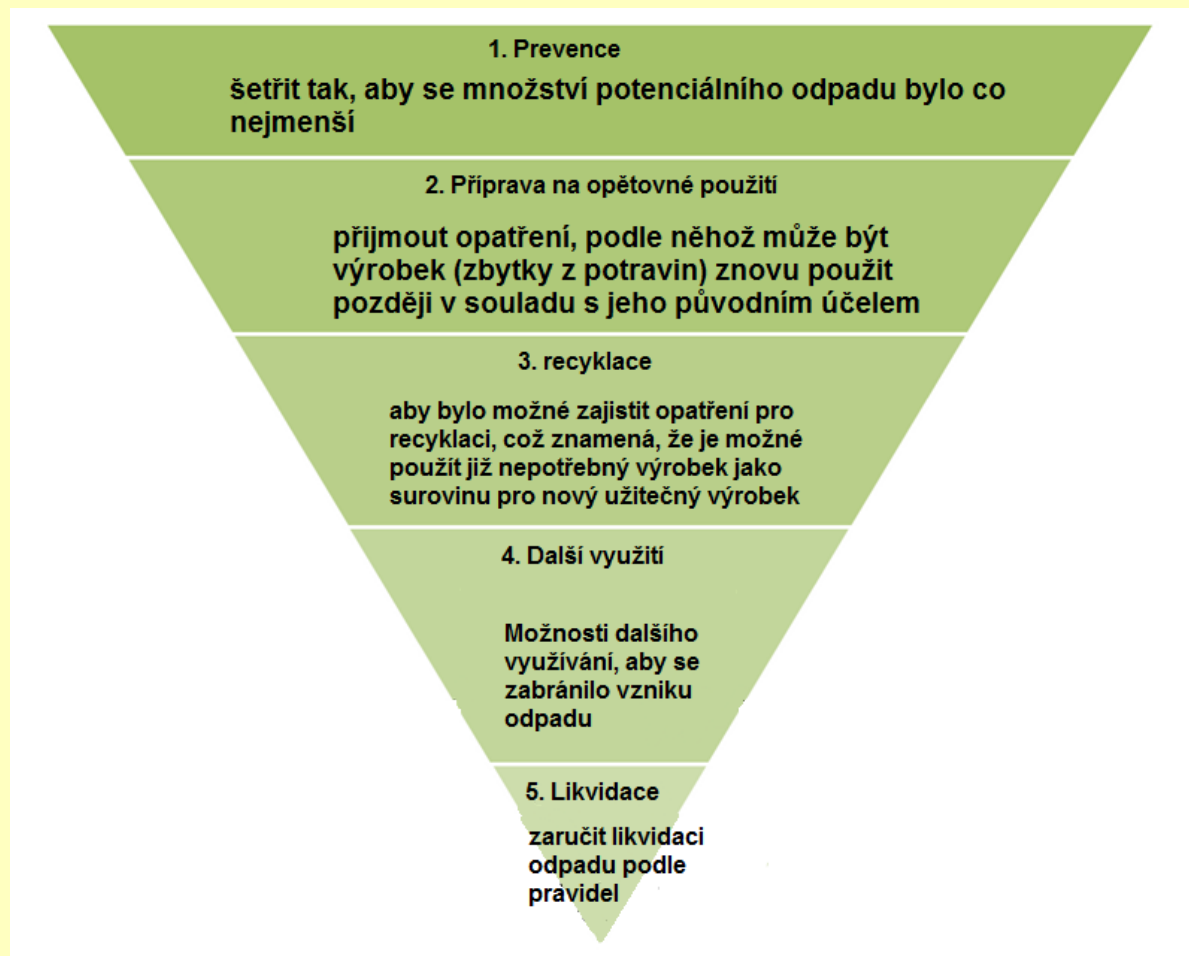 1. Prevence
šetřit tak, aby se množství potenciálního odpadu bylo co
nejmenší
2. Příprava na opětovné použití
přijmout opatření, podle něhož může být
výrobek (zbytky z potravin) znovu použit
později v souladu s jeho původním účelem
3. recyklace
aby bylo možné zajistit opatření pro
recyklaci, což znamená, že je možné
použít již nepotřebný výrobek jako
surovinu pro nový užitečný výrobek
4. Další využití
Možnosti dalšího
využívání, aby se
zabránilo vzniku
odpadu
5. Likvidace
zaručit likvidaci
odpadu podle
pravidel